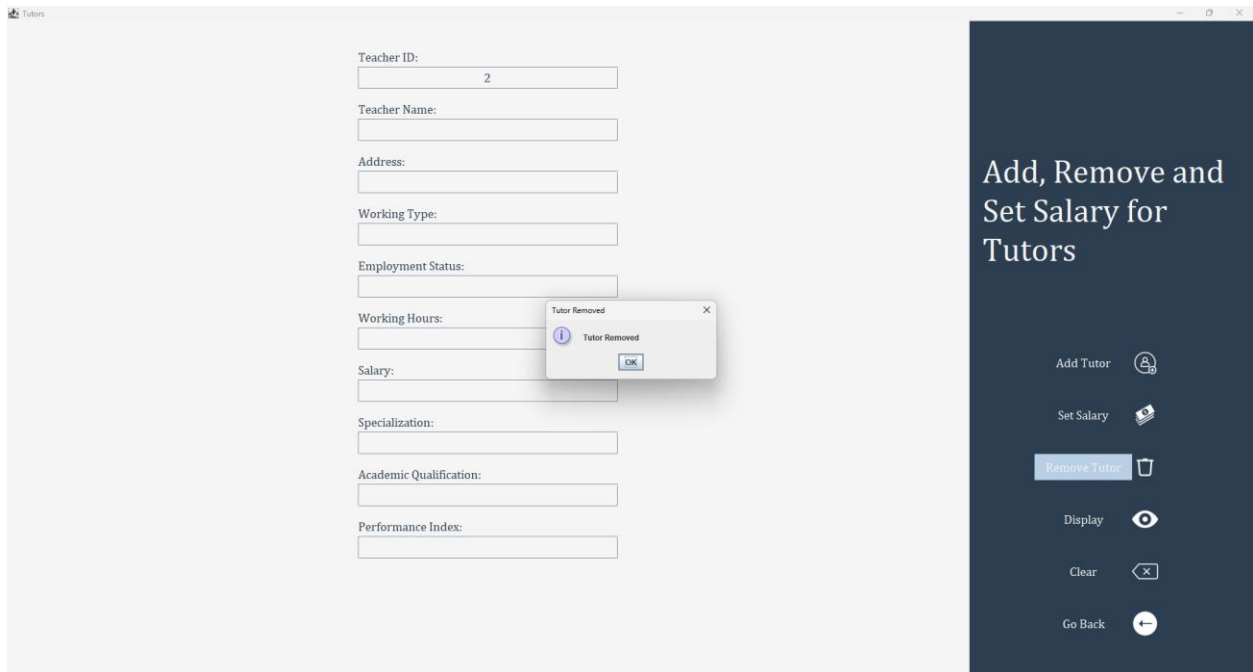 Tutors
Teacher ID:
2
Teacher Name:
Address:
Working Type:
Employment Status:
Working Hours:
Salary:
Specialization:
Academic Qualification:
Performance Index:
Tutor Removed
Tutor Removed
OK
Add, Remove and
Set Salary for
Tutors
Add Tutor
Set Salary
Remove Tutor
Display
Clear
Go Back